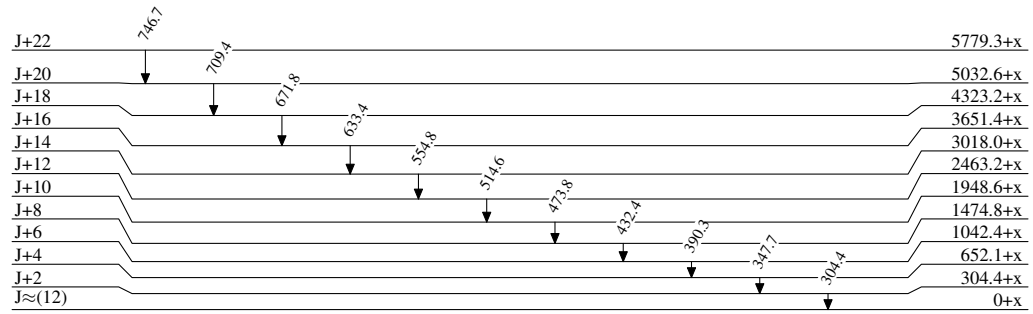 746.7
J+22 5779.3+x
709.4
J+20 5032.6+x
671.8
J+18 4323.2+x
633.4
J+16 3651.4+x
554.8
J+14 3018.0+x
514.6
J+12 2463.2+x
473.8
J+10 1948.6+x
432.4
J+8 1474.8+x
390.3
J+6 1042.4+x
347.7
J+4 652.1+x
304.4
J+2 304.4+x
J≈(12) 0+x